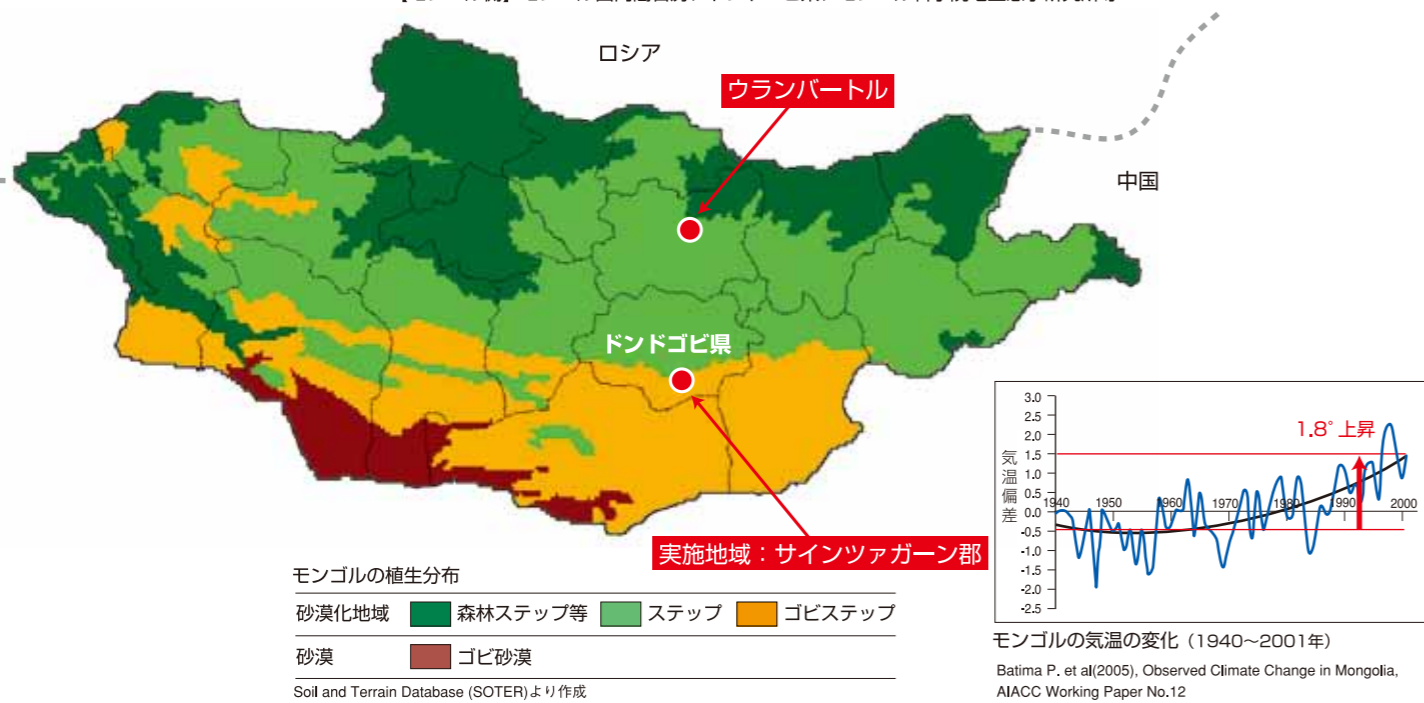 ロシア
ウランバートル
中国
ドンドゴビ県
実施地域：サインツァガーン郡
モンゴルの植生分布
砂漠化地域 森林ステップ等 ステップ ゴビステップ
砂漠 ゴビ砂漠
Soil and Terrain Database (SOTER)より作成
3.0
2.5
2.0
1.5
1.0
0.5
0.0
-0.5
-1.0
-1.5
-2.0
-2.5
気温偏差
1.8°上昇
1940 1950 1960 1970 1980 1990 2000
モンゴルの気温の変化（1940〜2001年）
Batima P. et al(2005), Observed Climate Change in Mongolia,
AIACC Working Paper No.12